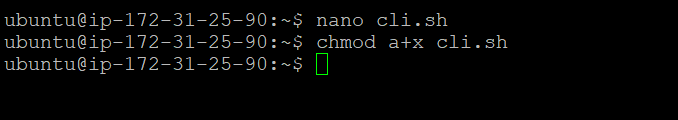 ubuntu@ip-172-31-25-90:~$ nano cli.sh
ubuntu@ip-172-31-25-90:~$ chmod a+x cli.sh
ubuntu@ip-172-31-25-90:~$